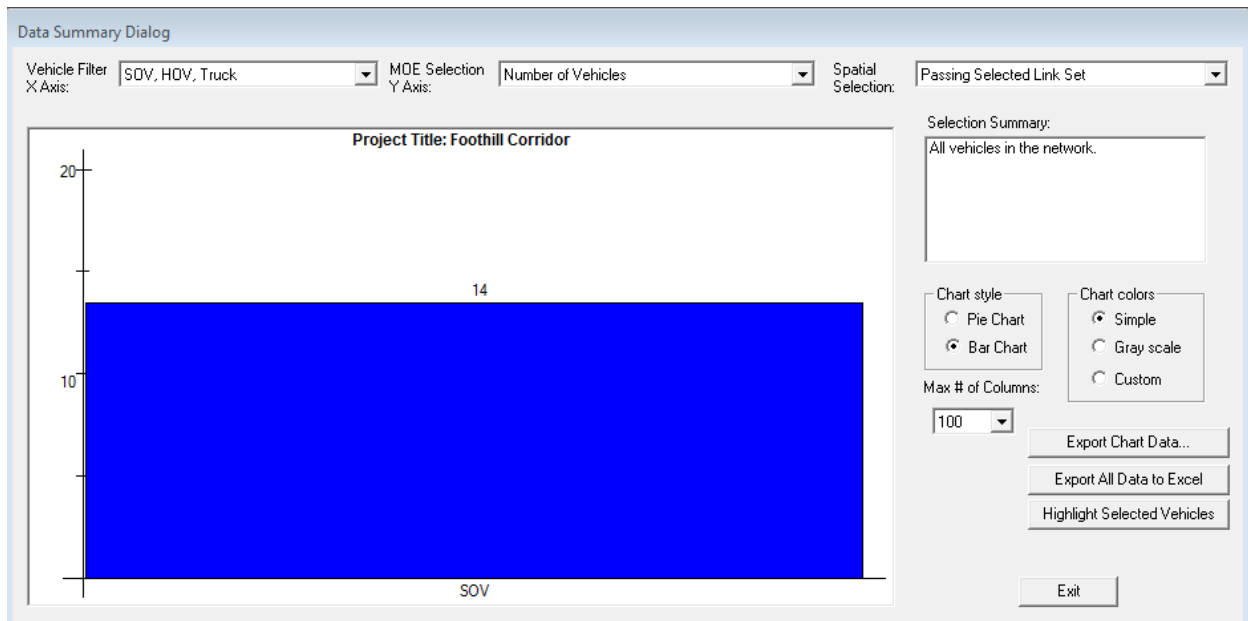 Data Summary Dialog
Vehicle Filter
X Axis:
SOV, HOV, Truck
MOE Selection
Y Axis:
Number of Vehicles
Spatial
Selection:
Passing Selected Link Set
Project Title: Foothill Corridor
20
14
10
SOV
Selection Summary:
All vehicles in the network.
Chart style
Pie Chart
Bar Chart
Chart colors
Simple
Gray scale
Custom
Max # of Columns:
100
Export Chart Data...
Export All Data to Excel
Highlight Selected Vehicles
Exit